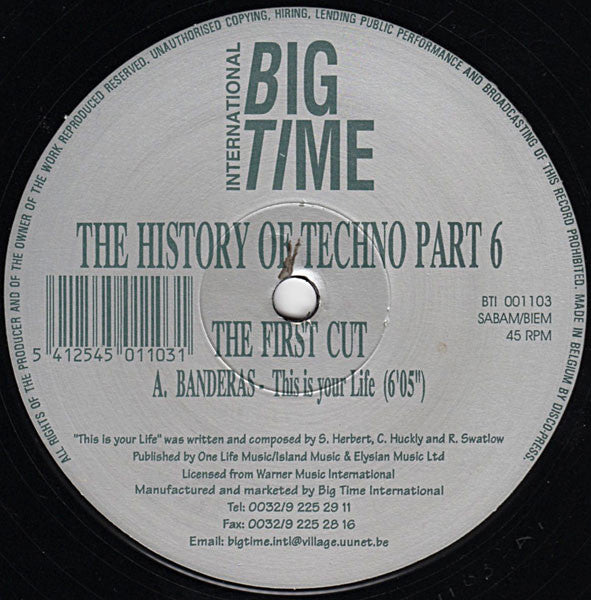 ALL RIGHTS OF THE PRODUCER AND OF THE OWNER OF THE WORK REPRODUCED RESERVED. UNAUTHORISED COPYING, HIRING, LENDING PUBLIC PERFORMANCE AND BROADCASTING OF THIS RECORD PROHIBITED. MADE IN BELGIUM BY DISCOPRESS.
INTERNATIONAL
BIG
TIME
THE HISTORY OF TECHNO PART 6
BTI 001103
SABAM/BIEM
45 RPM
5 412545 011031
THE FIRST CUT
A. BANDERAS - This is your Life (6'05")
"This is your Life" was written and composed by S. Herbert, C. Huckly and R. Swatlow
Published by One Life Music/Island Music & Elysian Music Ltd
Licensed from Warner Music International
Manufactured and marketed by Big Time International
Tel: 0032/9 225 29 11
Fax: 0032/9 225 28 16
Email: bigtime.intl@village.uunet.be